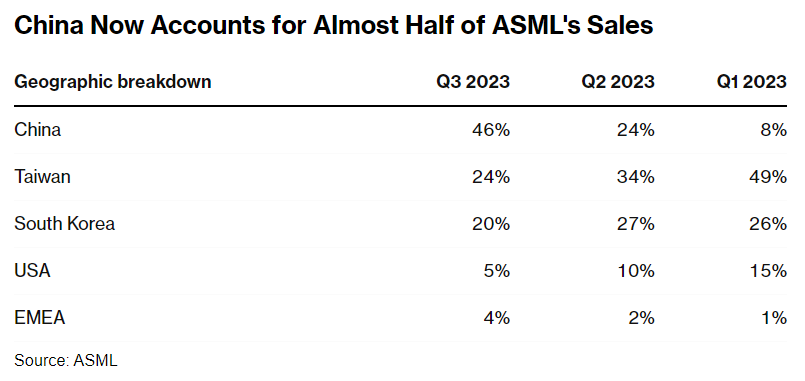 China Now Accounts for Almost Half of ASML's Sales
Geographic breakdown Q3 2023 Q2 2023 Q1 2023
China 46% 24% 8%
Taiwan 24% 34% 49%
South Korea 20% 27% 26%
USA 5% 10% 15%
EMEA 4% 2% 1%
Source: ASML